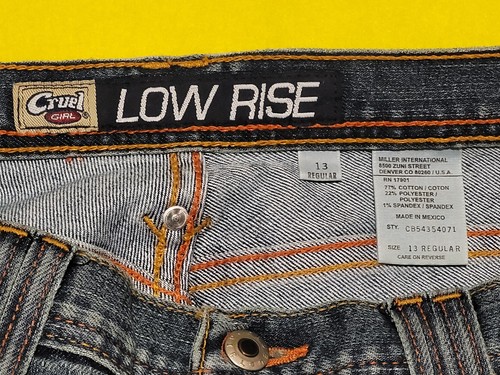 Cruel
GIRL
LOW RISE
13
REGULAR
MILLER INTERNATIONAL
8500 ZUNI STREET
DENVER CO 80260 / U.S.A.
RN 17901
77% COTTON / COTON
22% POLYESTER /
POLYESTER
1% SPANDEX / SPANDEX
MADE IN MEXICO
STY. CB54354071
SIZE 13 REGULAR
CARE ON REVERSE